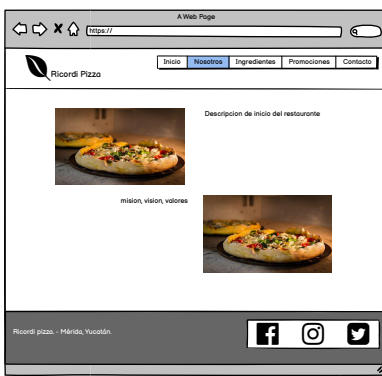 A Web Page
https://
Ricordi Pizza
Inicio Nosotros Ingredientes Promociones Contacto
Descripcion de inicio del restaurante
mision, vision, valores
Ricordi pizza. - Mérida, Yucatán.